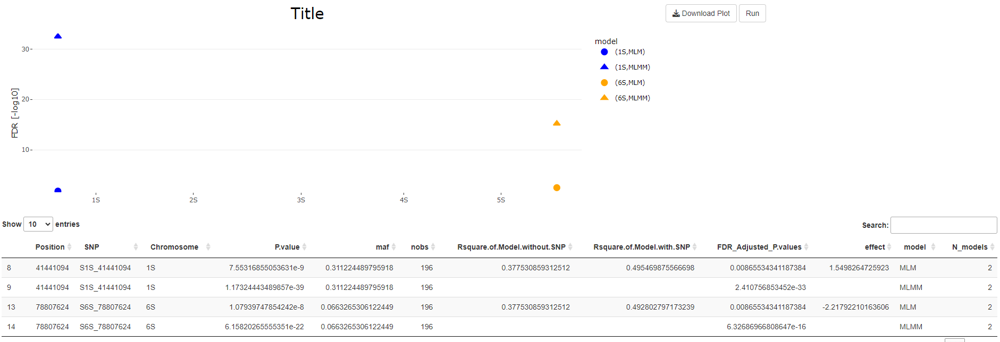 Title
Download Plot Run
model
(1S,MLM)
(1S,MLMM)
(6S,MLM)
(6S,MLMM)
FDR [-log10]
30
20
10
1S 2S 3S 4S 5S
Show 10 entries
Search:
Position SNP Chromosome P.value maf nobs Rsquare.of.Model.without.SNP Rsquare.of.Model.with.SNP FDR_Adjusted_P.values effect model N_models
8 41441094 S1S_41441094 1S 7.55316855053631e-9 0.311224489795918 196 0.377530859312512 0.495469875566698 0.00865534341187384 1.5498264725923 MLM 2
9 41441094 S1S_41441094 1S 1.17324443489857e-39 0.311224489795918 196 2.410756853452e-33 MLMM 2
13 78807624 S6S_78807624 6S 1.07939747854242e-8 0.0663265306122449 196 0.377530859312512 0.492802797173239 0.00865534341187384 -2.21792210163606 MLM 2
14 78807624 S6S_78807624 6S 6.15820265555351e-22 0.0663265306122449 196 6.32686966808647e-16 MLMM 2